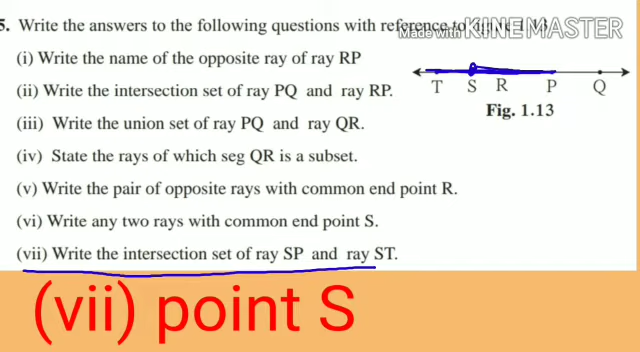 5. Write the answers to the following questions with reference to
Made with KINEMASTER
(i) Write the name of the opposite ray of ray RP
(ii) Write the intersection set of ray PQ and ray RP.
T S R P Q
Fig. 1.13
(iii) Write the union set of ray PQ and ray QR.
(iv) State the rays of which seg QR is a subset.
(v) Write the pair of opposite rays with common end point R.
(vi) Write any two rays with common end point S.
(vii) Write the intersection set of ray SP and ray ST.
(vii) point S